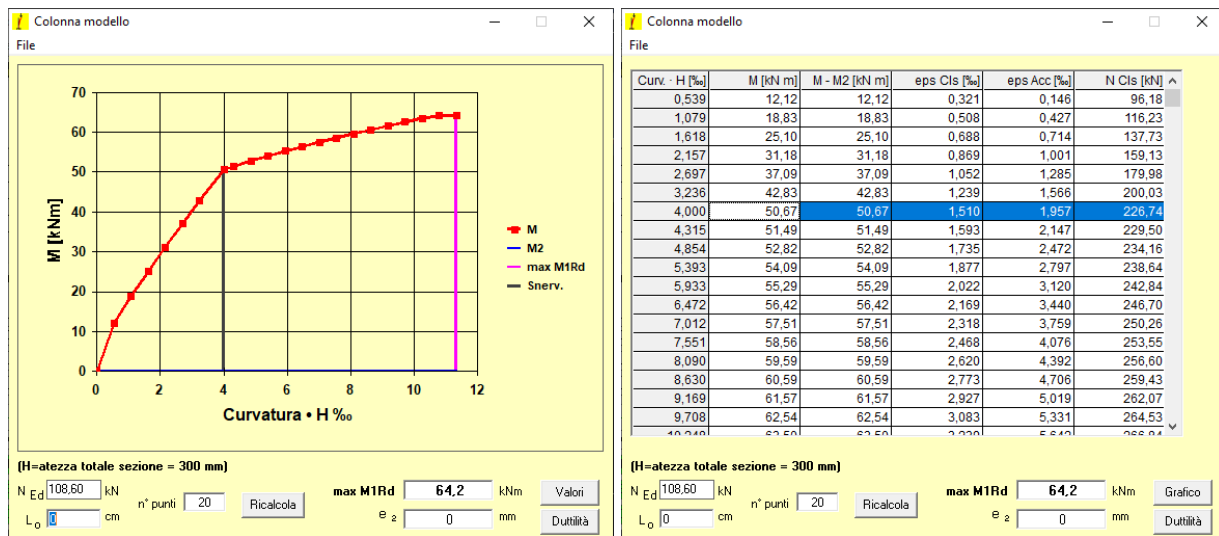 Colonna modello
File
70
60
50
40
30
20
10
0
M [kNm]
0 2 4 6 8 10 12
Curvatura • H ‰
M
M2
max M1Rd
Snerv.
(H=atezza totale sezione = 300 mm)
N Ed 108,60 kN
L o 0 cm
n° punti 20
Ricalcola
max M1Rd 64,2 kNm
e 2 0 mm
Valori
Duttilità
Colonna modello
File
Curv. · H [‰] M [kN m] M - M2 [kN m] eps Cls [‰] eps Acc [‰] N Cls [kN]
0,539 12,12 12,12 0,321 0,146 96,18
1,079 18,83 18,83 0,508 0,427 116,23
1,618 25,10 25,10 0,688 0,714 137,73
2,157 31,18 31,18 0,869 1,001 159,13
2,697 37,09 37,09 1,052 1,285 179,98
3,236 42,83 42,83 1,239 1,566 200,03
4,000 50,67 50,67 1,510 1,957 226,74
4,315 51,49 51,49 1,593 2,147 229,50
4,854 52,82 52,82 1,735 2,472 234,16
5,393 54,09 54,09 1,877 2,797 238,64
5,933 55,29 55,29 2,022 3,120 242,84
6,472 56,42 56,42 2,169 3,440 246,70
7,012 57,51 57,51 2,318 3,759 250,26
7,551 58,56 58,56 2,468 4,076 253,55
8,090 59,59 59,59 2,620 4,392 256,60
8,630 60,59 60,59 2,773 4,706 259,43
9,169 61,57 61,57 2,927 5,019 262,07
9,708 62,54 62,54 3,083 5,331 264,53
(H=atezza totale sezione = 300 mm)
N Ed 108,60 kN
L o 0 cm
n° punti 20
Ricalcola
max M1Rd 64,2 kNm
e 2 0 mm
Grafico
Duttilità